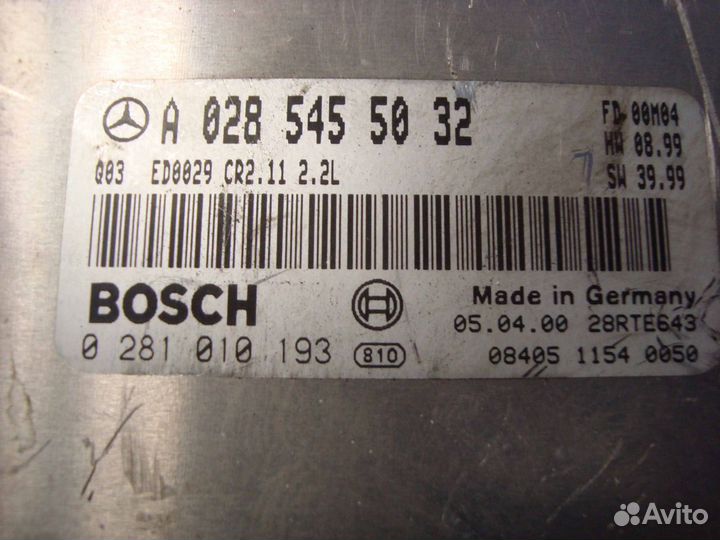 A 028 545 50 32
FD 00M04
HW 08.99
SW 39.99
Q03 ED0029 CR2.11 2.2L
BOSCH
Made in Germany
05.04.00 28RTE643
0 281 010 193 810
08405 1154 0050
Avito